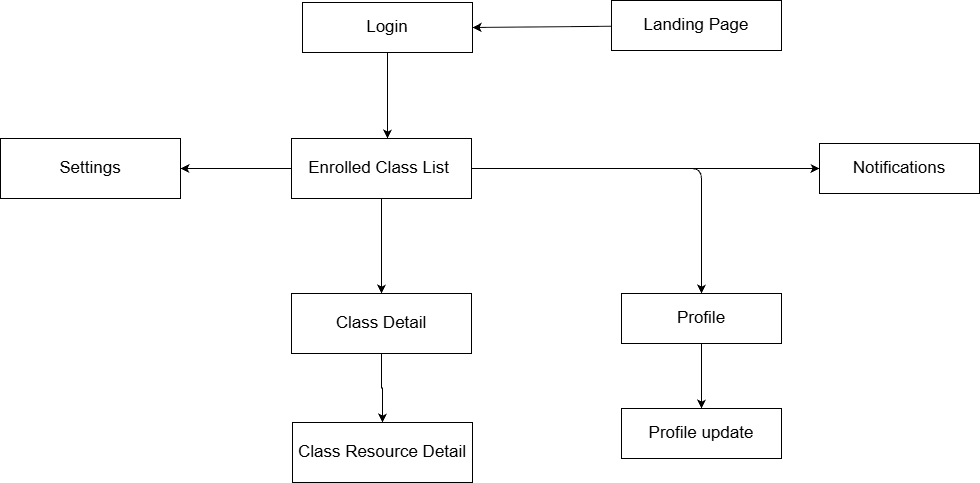 Login
Landing Page
Settings
Enrolled Class List
Notifications
Class Detail
Profile
Profile update
Class Resource Detail